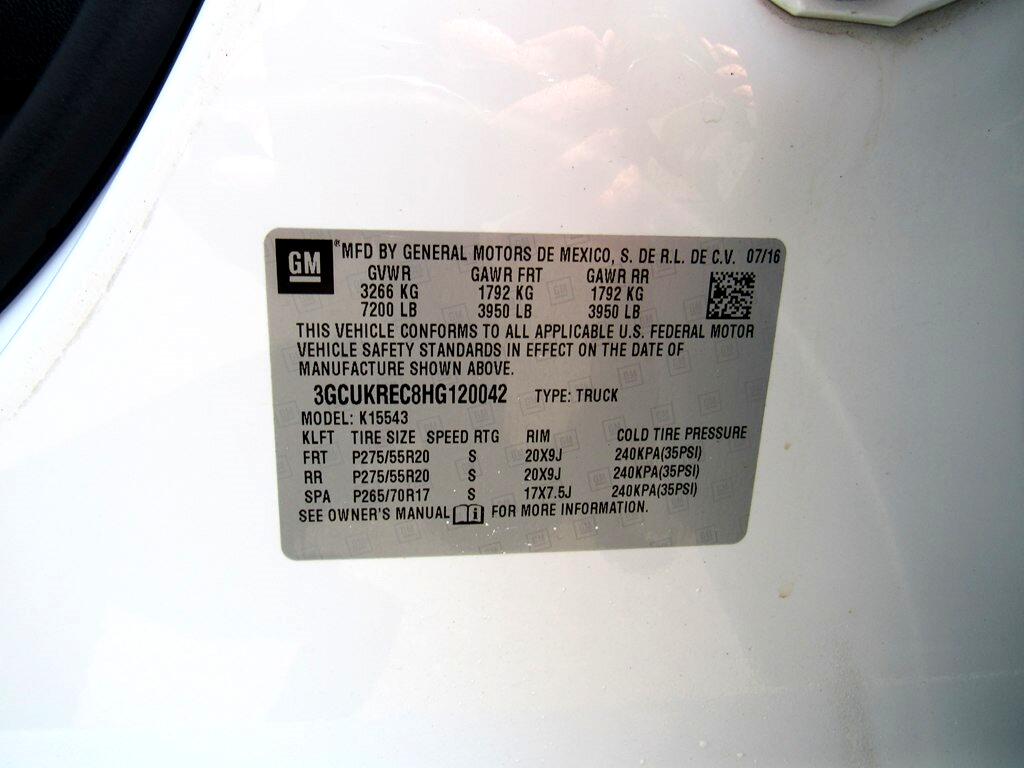 GM ® MFD BY GENERAL MOTORS DE MEXICO, S. DE R.L. DE C.V. 07/16
GVWR GAWR FRT GAWR RR
3266 KG 1792 KG 1792 KG
7200 LB 3950 LB 3950 LB
THIS VEHICLE CONFORMS TO ALL APPLICABLE U.S. FEDERAL MOTOR
VEHICLE SAFETY STANDARDS IN EFFECT ON THE DATE OF
MANUFACTURE SHOWN ABOVE.
3GCUKREC8HG120042 TYPE: TRUCK
MODEL: K15543
KLFT TIRE SIZE SPEED RTG RIM COLD TIRE PRESSURE
FRT P275/55R20 S 20X9J 240KPA(35PSI)
RR P275/55R20 S 20X9J 240KPA(35PSI)
SPA P265/70R17 S 17X7.5J 240KPA(35PSI)
SEE OWNER'S MANUAL i FOR MORE INFORMATION.